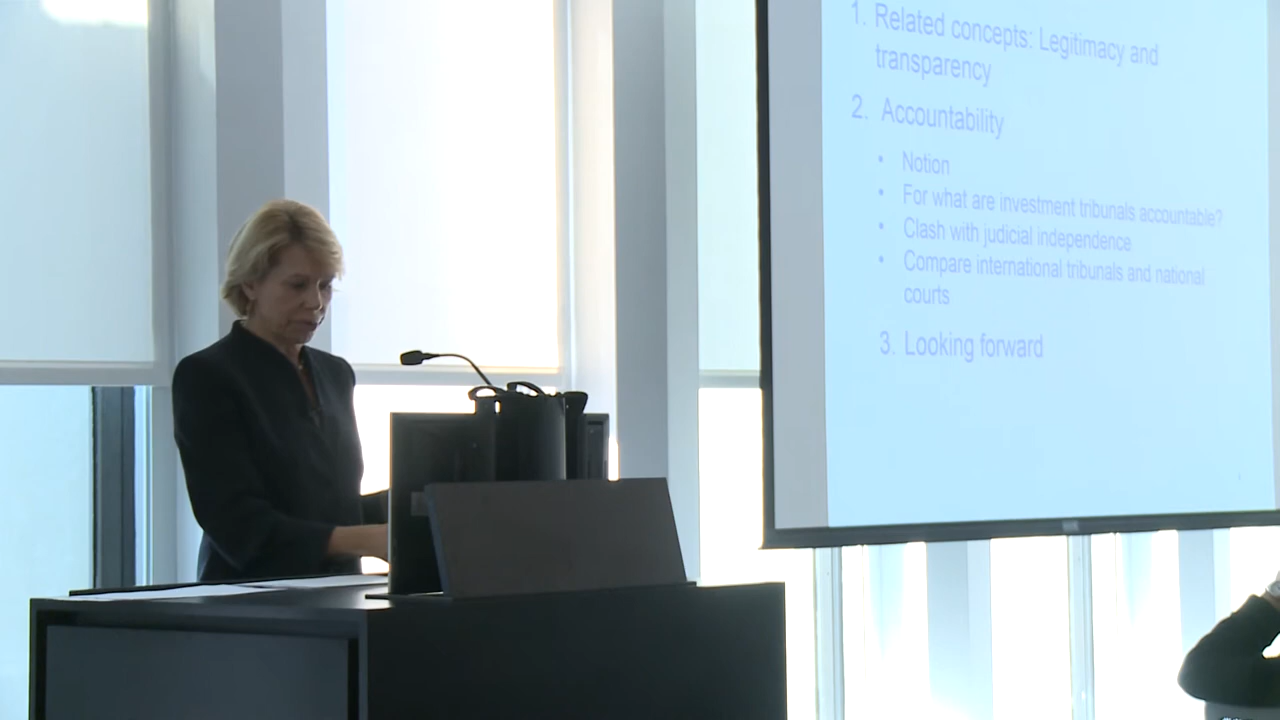 1. Related concepts: Legitimacy and
transparency
2. Accountability
• Notion
• For what are investment tribunals accountable?
• Clash with judicial independence
• Compare international tribunals and national
courts
3. Looking forward